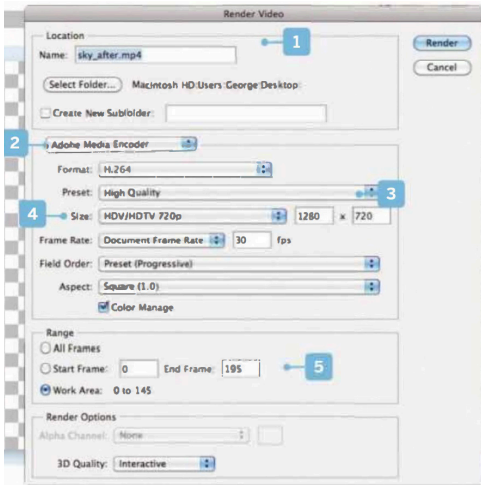 Render Video
Location
1
Name: sky_after.mp4
Render
Select Folder... Macintosh HD:Users:George:Desktop:
Cancel
Create New Subfolder:
2
Adobe Media Encoder
Format: H.264
Preset: High Quality
3
4
Size: HDV/HDTV 720p 1280 x 720
Frame Rate: Document Frame Rate 30 fps
Field Order: Preset (Progressive)
Aspect: Square (1.0)
Color Manage
Range
All Frames
Start Frame: 0 End Frame: 195
5
Work Area: 0 to 145
Render Options
Alpha Channel: None
3D Quality: Interactive